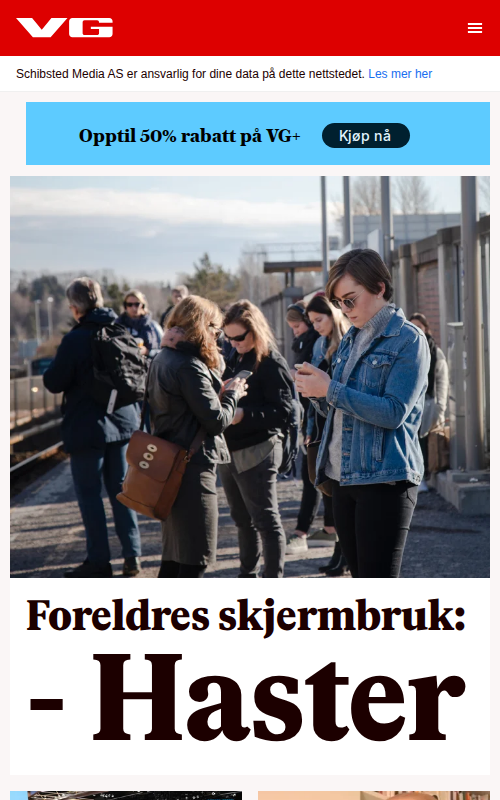 VG
Schibsted Media AS er ansvarlig for dine data på dette nettstedet. Les mer her
Opptil 50% rabatt på VG+ Kjøp nå
Foreldres skjermbruk:
- Haster